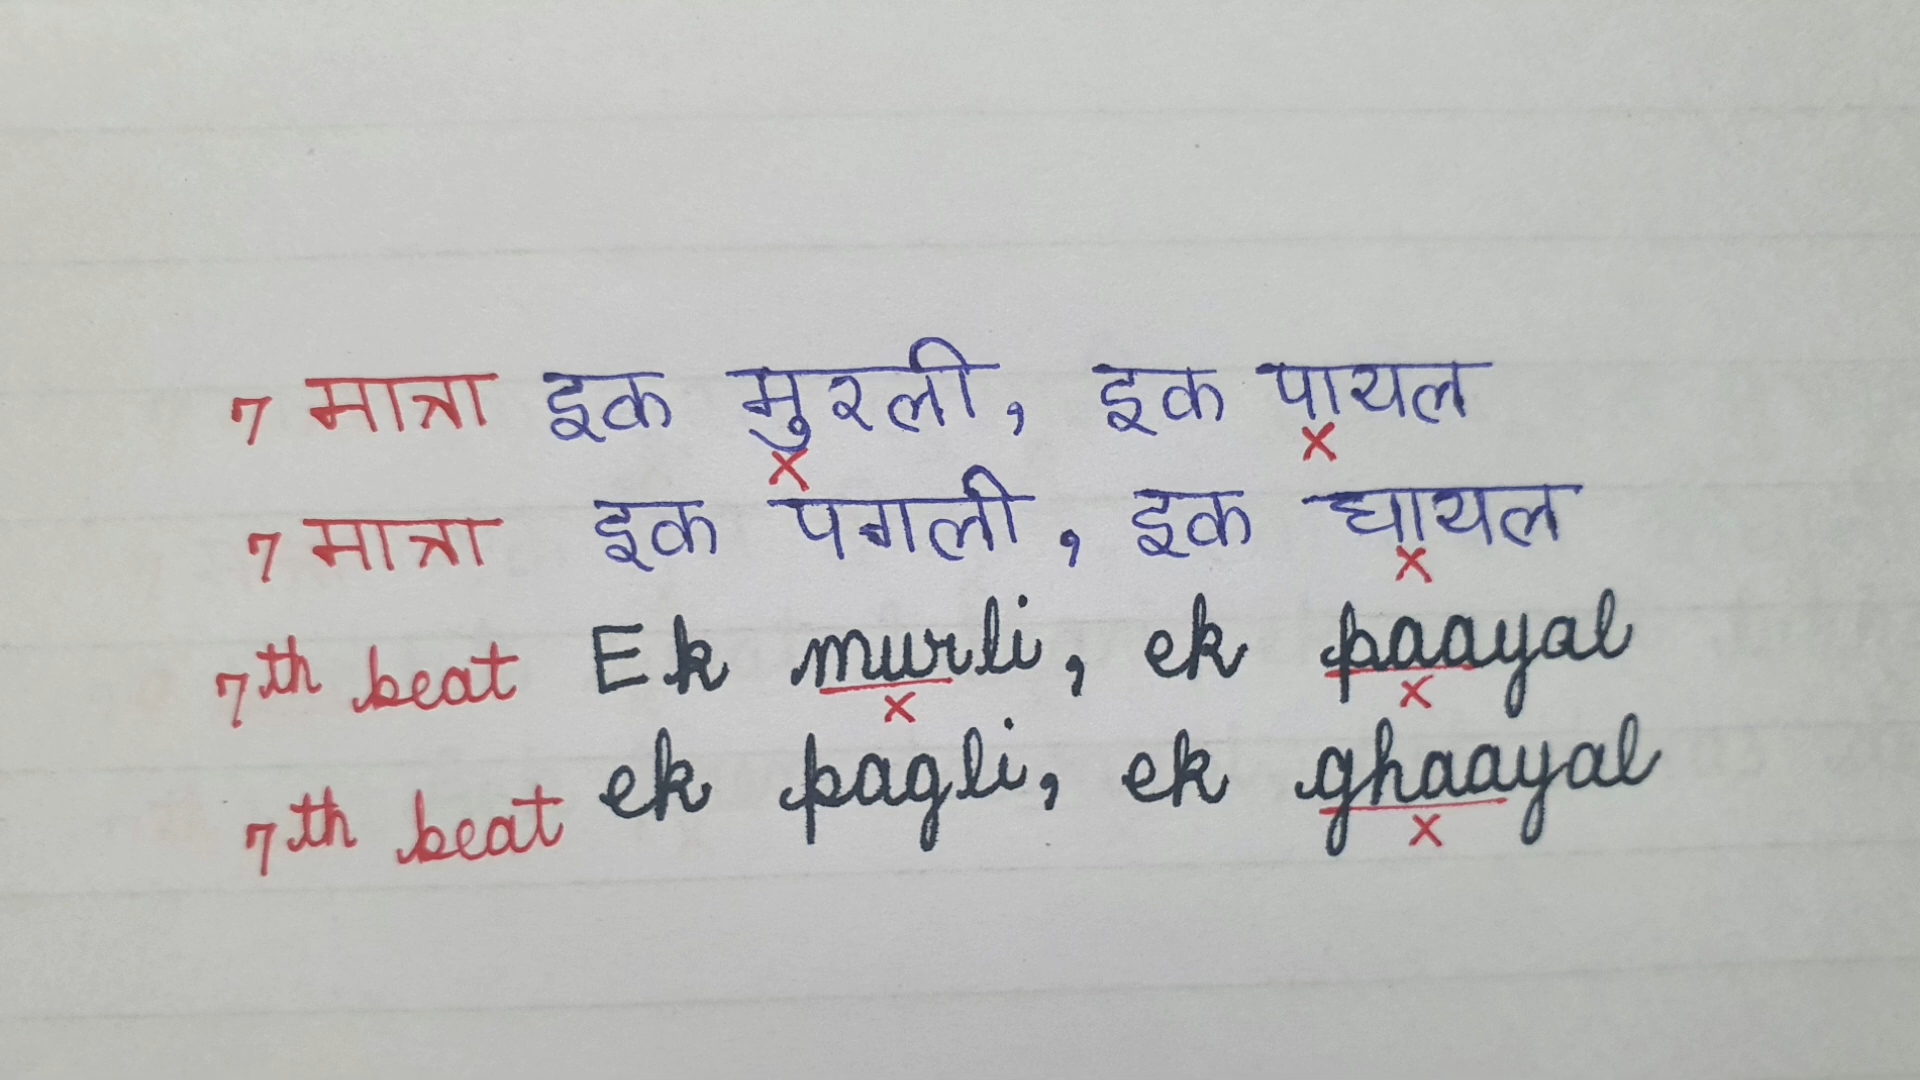 7 मात्रा इक मुरली, इक पायल
x x
7 मात्रा इक पगली, इक घायल
x
7th beat Ek murli, ek paayal
x x
7th beat ek pagli, ek ghaayal
x